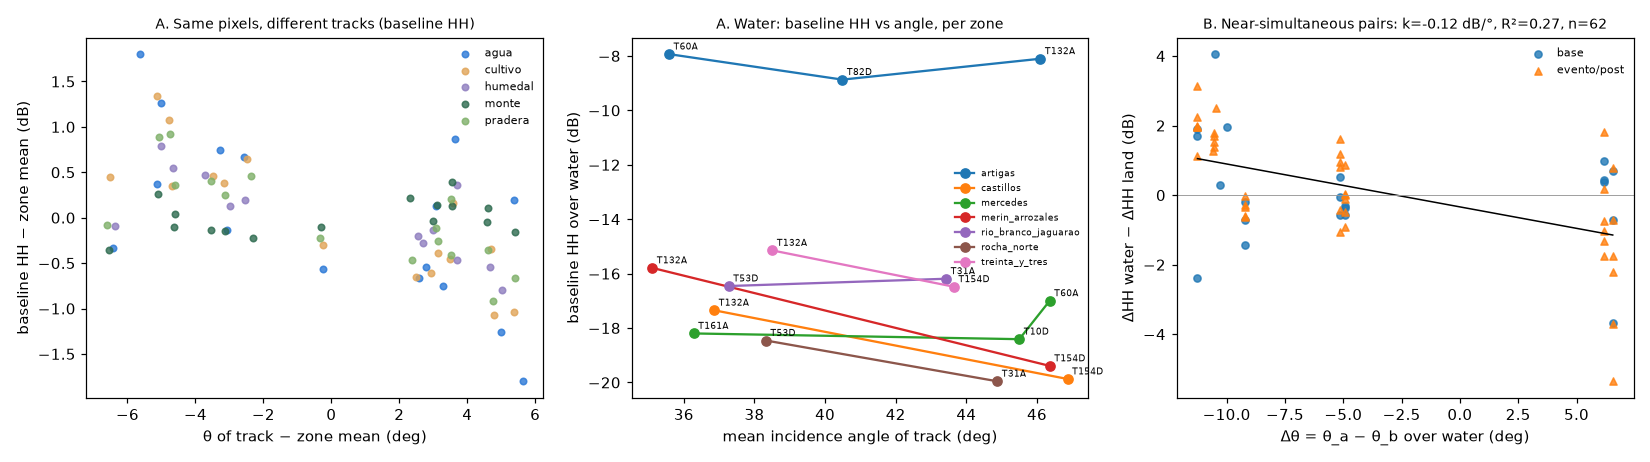 A. Same pixels, different tracks (baseline HH)
baseline HH − zone mean (dB)
1.5
1.0
0.5
0.0
−0.5
−1.0
−1.5
agua
cultivo
humedal
monte
pradera
−6
−4
−2
0
2
4
6
θ of track − zone mean (deg)
A. Water: baseline HH vs angle, per zone
baseline HH over water (dB)
−8
−10
−12
−14
−16
−18
−20
T60A
T82D
T132A
artigas
castillos
mercedes
merin_arrozales
rio_branco_jaguarao
rocha_norte
treinta_y_tres
T132A
T132A
T53D
T31A
T154D
T132A
T60A
T161A
T53D
T10D
T154D
T31A
T154D
36
38
40
42
44
46
mean incidence angle of track (deg)
B. Near-simultaneous pairs: k=-0.12 dB/°, R²=0.27, n=62
ΔHH water − ΔHH land (dB)
4
2
0
−2
−4
base
evento/post
−10.0
−7.5
−5.0
−2.5
0.0
2.5
5.0
Δθ = θ_a − θ_b over water (deg)